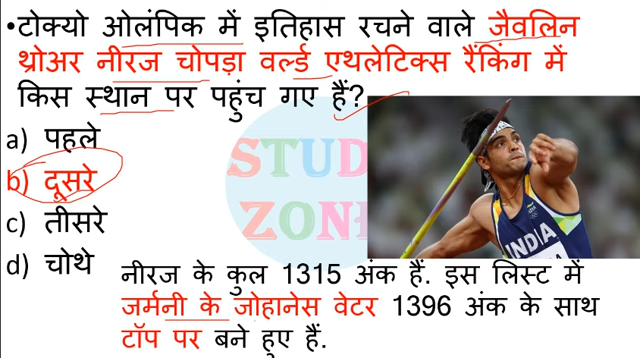 •टोक्यो ओलंपिक में इतिहास रचने वाले जैवलिन
थ्रोअर नीरज चोपड़ा वर्ल्ड एथलेटिक्स रैंकिंग में
किस स्थान पर पहुंच गए हैं?
a) पहले
b) दूसरे
c) तीसरे
d) चोथे
STUD
ZON
INDIA
नीरज के कुल 1315 अंक हैं. इस लिस्ट में
जर्मनी के जोहानेस वेटर 1396 अंक के साथ
टॉप पर बने हुए हैं.